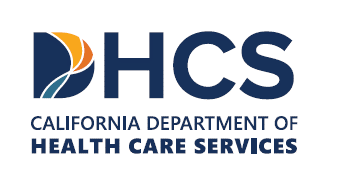 DHCS
CALIFORNIA DEPARTMENT OF
HEALTH CARE SERVICES